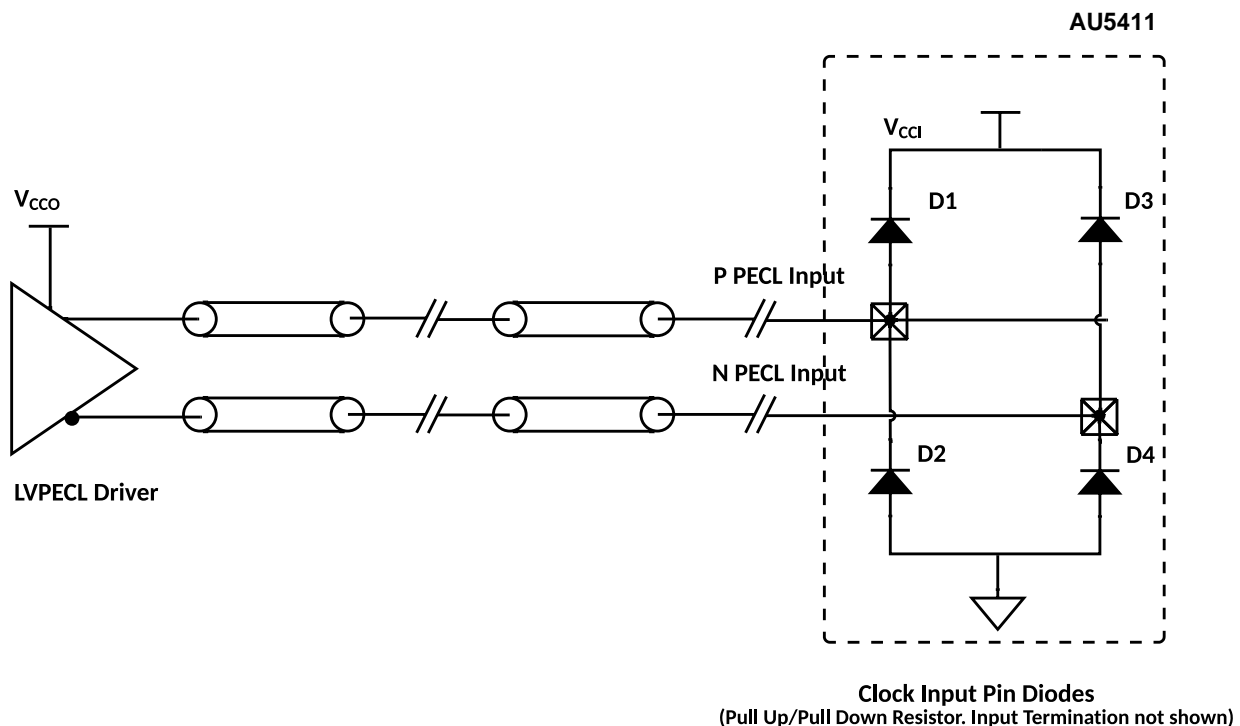 AU5411
VCCI
D1
D3
VCCO
P PECL Input
N PECL Input
D2
D4
LVPECL Driver
Clock Input Pin Diodes
(Pull Up/Pull Down Resistor. Input Termination not shown)